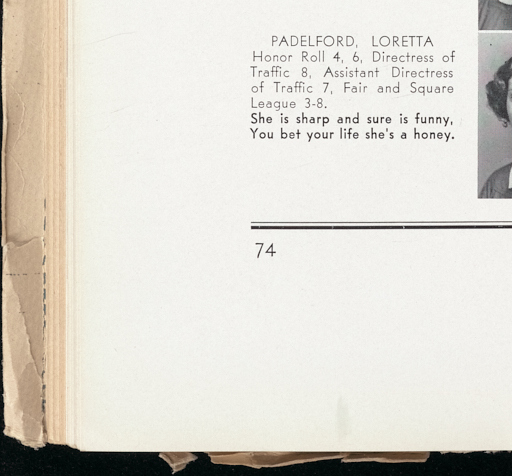 PADELFORD, LORETTA
Honor Roll 4, 6, Directress of
Traffic 8, Assistant Directress
of Traffic 7, Fair and Square
League 3-8.
She is sharp and sure is funny,
You bet your life she's a honey.
74